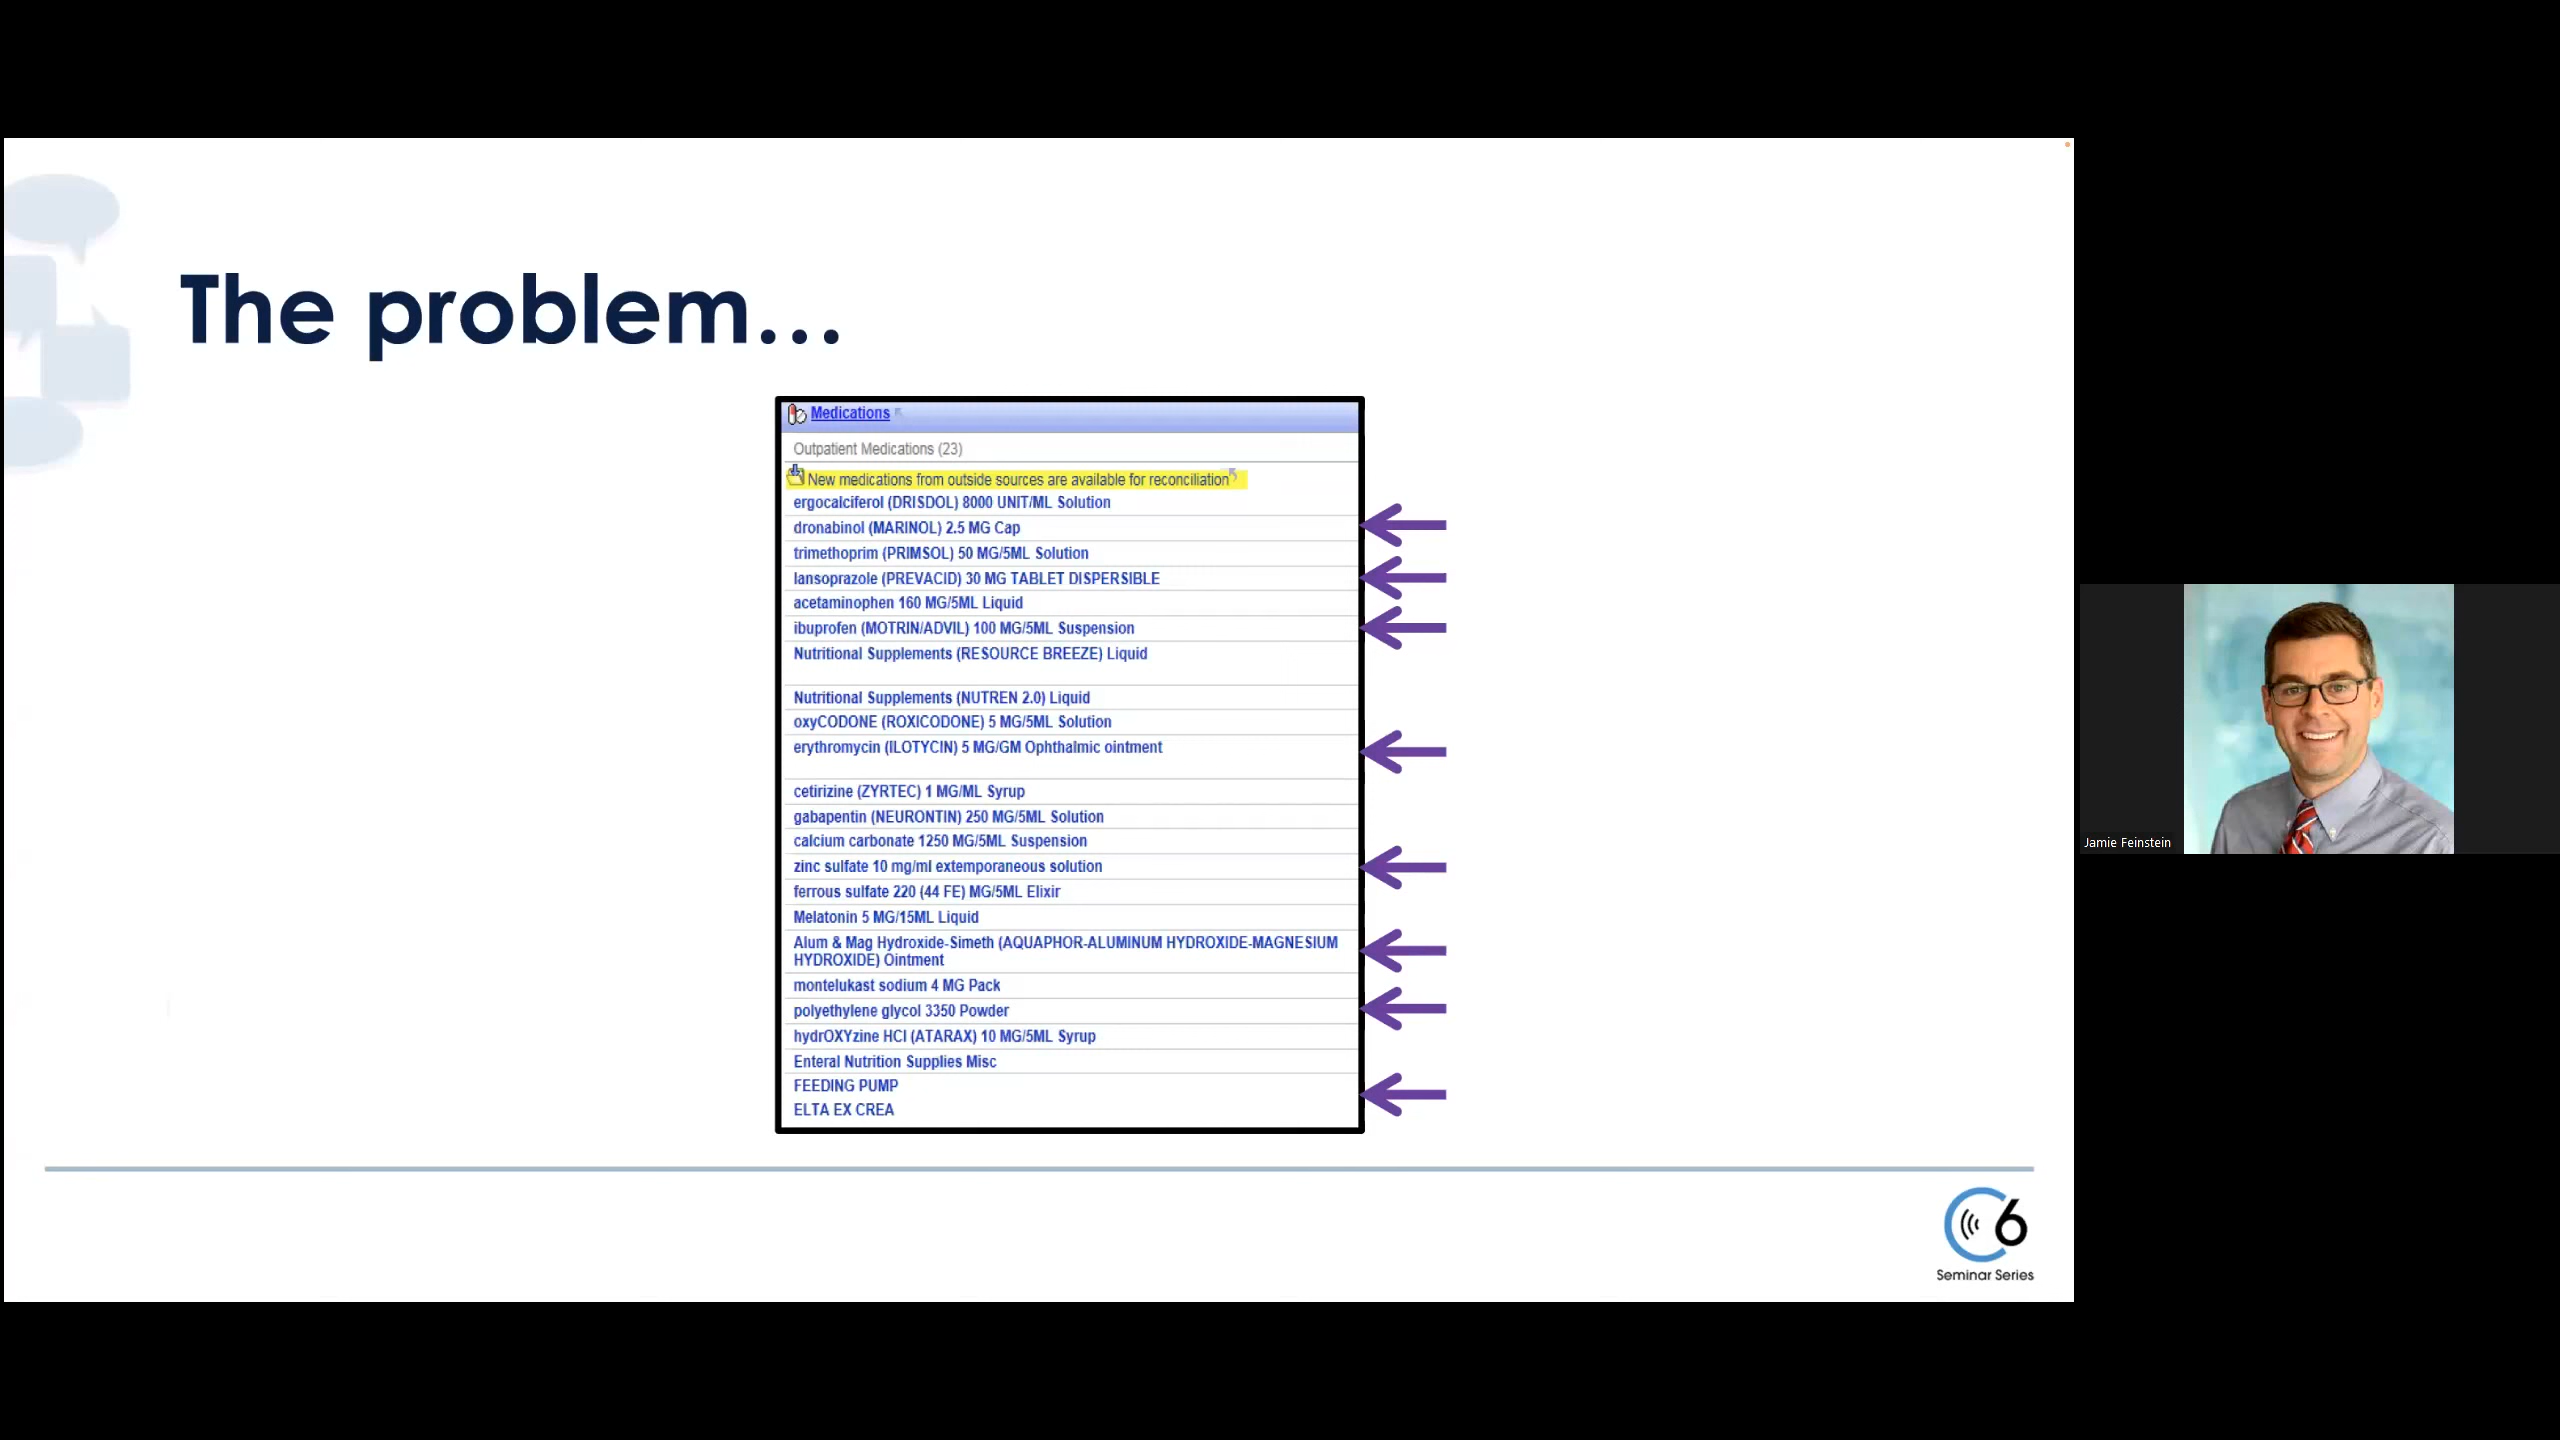 The problem...
Medications
Outpatient Medications (23)
New medications from outside sources are available for reconciliation
ergocalciferol (DRISDOL) 8000 UNIT/ML Solution
dronabinol (MARINOL) 2.5 MG Cap
trimethoprim (PRIMSOL) 50 MG/5ML Solution
lansoprazole (PREVACID) 30 MG TABLET DISPERSIBLE
acetaminophen 160 MG/5ML Liquid
ibuprofen (MOTRIN/ADVIL) 100 MG/5ML Suspension
Nutritional Supplements (RESOURCE BREEZE) Liquid
Nutritional Supplements (NUTREN 2.0) Liquid
oxyCODONE (ROXICODONE) 5 MG/5ML Solution
erythromycin (ILOTYCIN) 5 MG/GM Ophthalmic ointment
cetirizine (ZYRTEC) 1 MG/ML Syrup
gabapentin (NEURONTIN) 250 MG/5ML Solution
calcium carbonate 1250 MG/5ML Suspension
zinc sulfate 10 mg/ml extemporaneous solution
ferrous sulfate 220 (44 FE) MG/5ML Elixir
Melatonin 5 MG/15ML Liquid
Alum & Mag Hydroxide-Simeth (AQUAPHOR-ALUMINUM HYDROXIDE-MAGNESIUM
HYDROXIDE) Ointment
montelukast sodium 4 MG Pack
polyethylene glycol 3350 Powder
hydrOXYzine HCl (ATARAX) 10 MG/5ML Syrup
Enteral Nutrition Supplies Misc
FEEDING PUMP
ELTA EX CREA
Jamie Feinstein
C6
Seminar Series